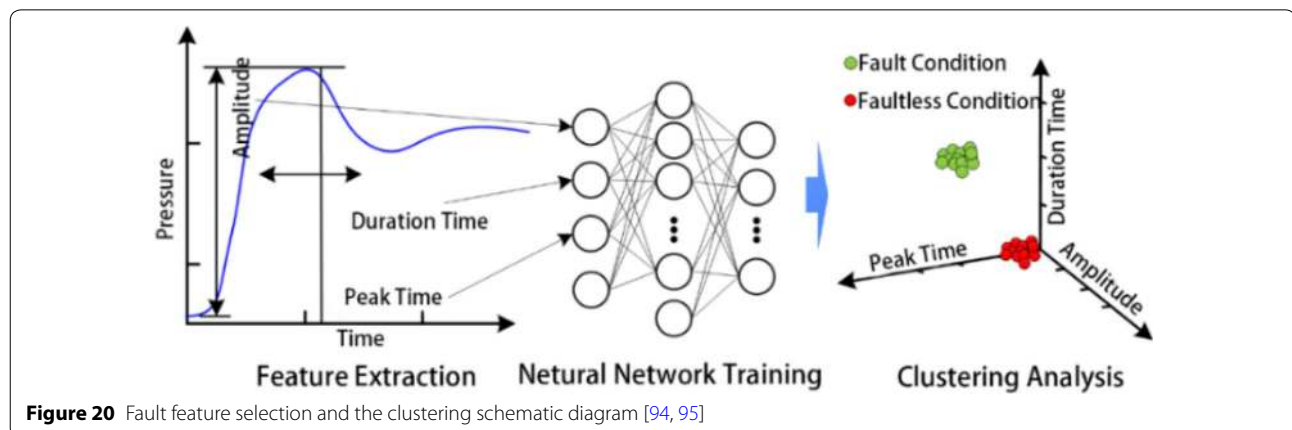 Pressure
Amplitude
Duration Time
Peak Time
Time
Feature Extraction
Netural Network Training
Fault Condition
Faultless Condition
Duration Time
Peak Time
Amplitude
Clustering Analysis
Figure 20 Fault feature selection and the clustering schematic diagram [94, 95]